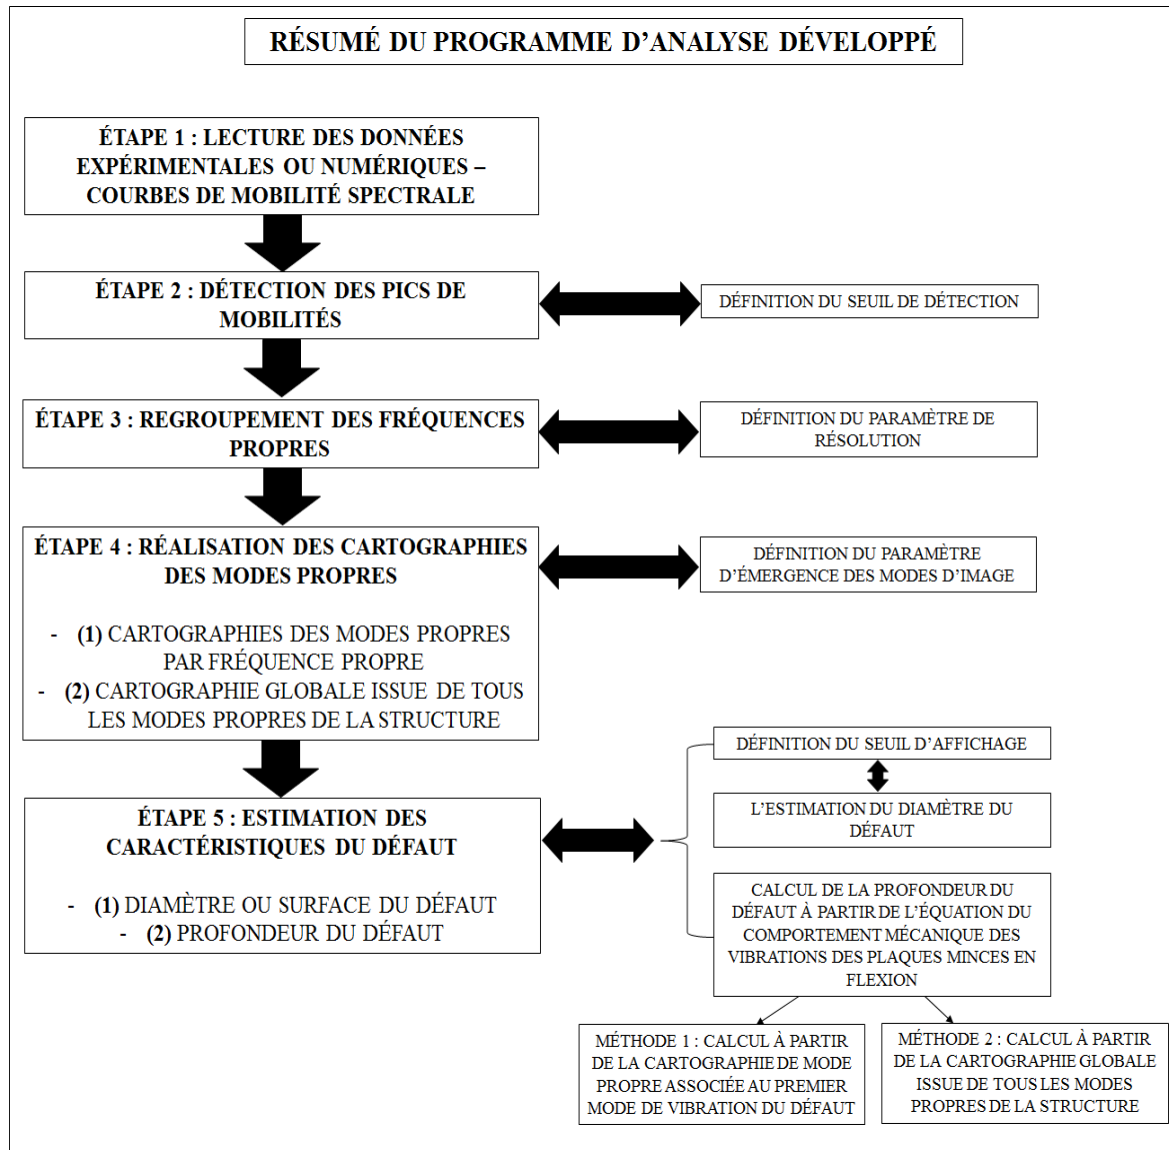 RÉSUMÉ DU PROGRAMME D’ANALYSE DÉVELOPPÉ
ÉTAPE 1 : LECTURE DES DONNÉES
EXPÉRIMENTALES OU NUMÉRIQUES –
COURBES DE MOBILITÉ SPECTRALE
ÉTAPE 2 : DÉTECTION DES PICS DE
MOBILITÉS
DÉFINITION DU SEUIL DE DÉTECTION
ÉTAPE 3 : REGROUPEMENT DES FRÉQUENCES
PROPRES
DÉFINITION DU PARAMÈTRE DE
RÉSOLUTION
ÉTAPE 4 : RÉALISATION DES CARTOGRAPHIES
DES MODES PROPRES
- (1) CARTOGRAPHIES DES MODES PROPRES
PAR FRÉQUENCE PROPRE
- (2) CARTOGRAPHIE GLOBALE ISSUE DE TOUS
LES MODES PROPRES DE LA STRUCTURE
DÉFINITION DU PARAMÈTRE
D’ÉMERGENCE DES MODES D’IMAGE
ÉTAPE 5 : ESTIMATION DES
CARACTÉRISTIQUES DU DÉFAUT
- (1) DIAMÈTRE OU SURFACE DU DÉFAUT
- (2) PROFONDEUR DU DÉFAUT
DÉFINITION DU SEUIL D’AFFICHAGE
L’ESTIMATION DU DIAMÈTRE DU
DÉFAUT
CALCUL DE LA PROFONDEUR DU
DÉFAUT À PARTIR DE L’ÉQUATION DU
COMPORTEMENT MÉCANIQUE DES
VIBRATIONS DES PLAQUES MINCES EN
FLEXION
MÉTHODE 1 : CALCUL À PARTIR
DE LA CARTOGRAPHIE DE MODE
PROPRE ASSOCIÉE AU PREMIER
MODE DE VIBRATION DU DÉFAUT
MÉTHODE 2 : CALCUL À PARTIR
DE LA CARTOGRAPHIE GLOBALE
ISSUE DE TOUS LES MODES
PROPRES DE LA STRUCTURE